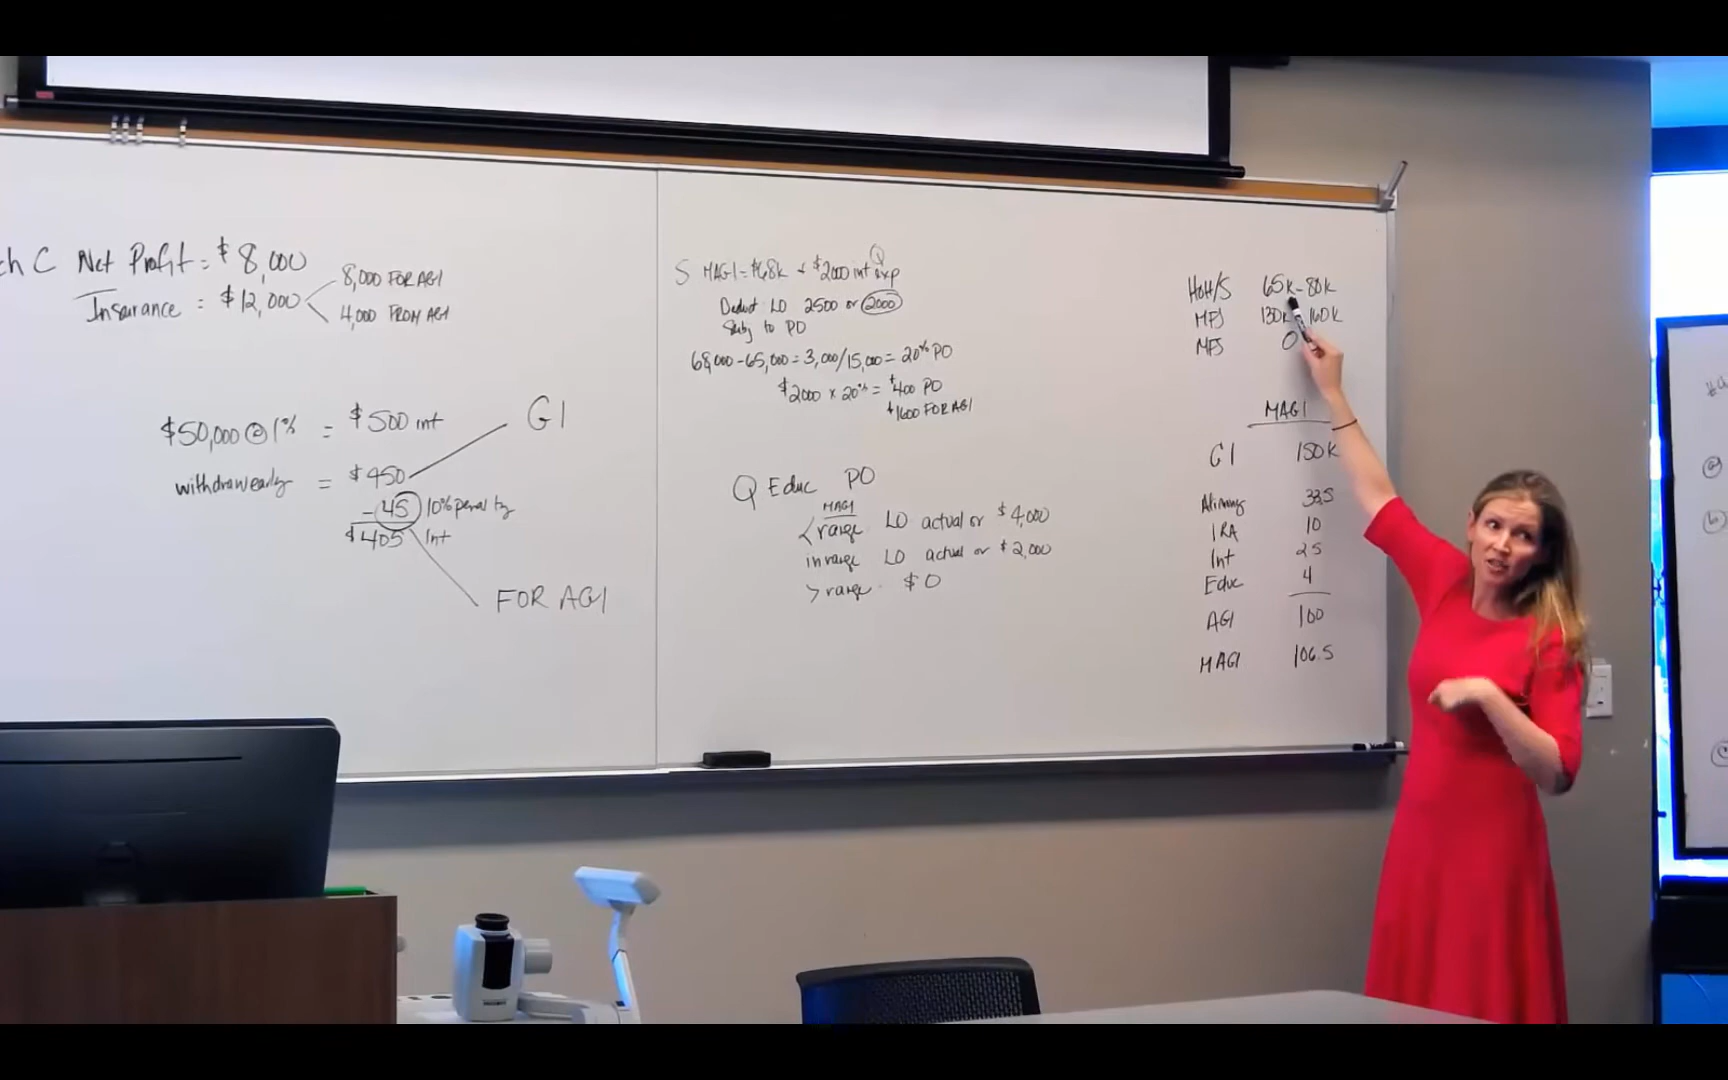 ch C Net Profit = $8,000
Insurance = $12,000
8,000 FOR AGI
4,000 FROM AGI
$50,000 @ 1% = $500 int
withdraw early = $450
- 45 10% penalty
$405 Int
GI
FOR AGI
S MAGI = $68k + $2000 int exp
Q
Deduct LO 2500 or 2000
Subj to PO
68,000 - 65,000 = 3,000/15,000 = 20% PO
$2000 x 20% = $400 PO
$1600 FOR AGI
Q Educ PO
MAGI
< range LO actual or $4,000
in range LO actual or $2,000
> range $0
HoH/S 65k - 80k
MFJ 130k 160k
MFS 0
MAGI
GI 150k
Alimony 33.5
IRA 10
Int 2.5
Educ 4
AGI 100
MAGI 106.5
(a)
(b)
(c)